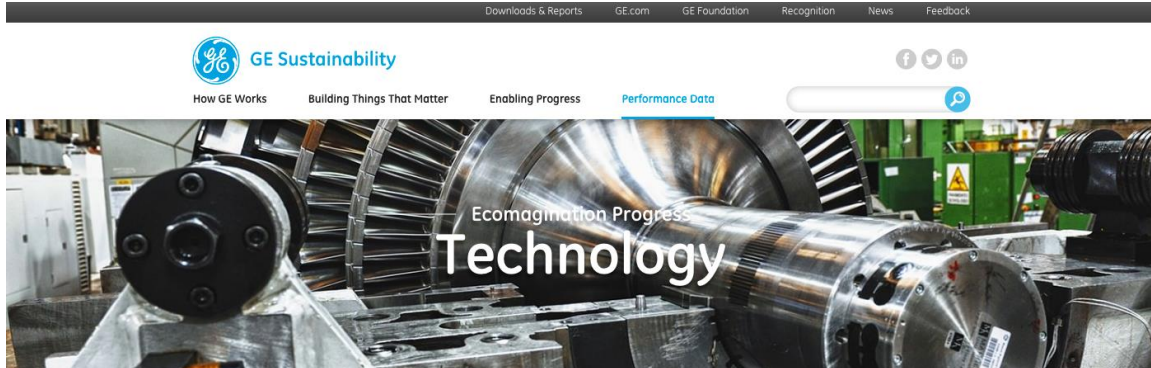 Downloads & Reports GE.com GE Foundation Recognition News Feedback
GE Sustainability
How GE Works Building Things That Matter Enabling Progress Performance Data
Ecomagination Progress
Technology